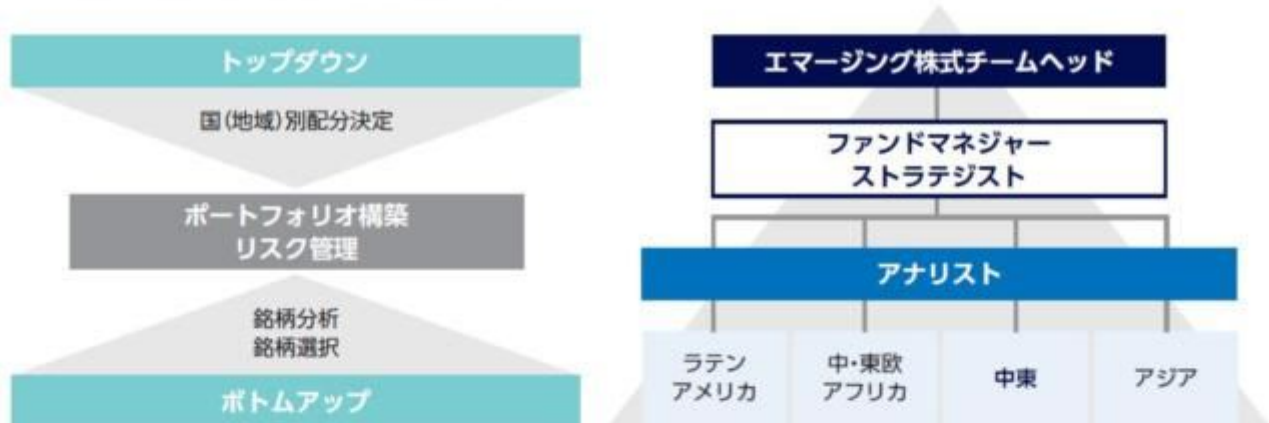 トップダウン
国(地域)別配分決定
ポートフォリオ構築
リスク管理
銘柄分析
銘柄選択
ボトムアップ
エマージング株式チームヘッド
ファンドマネジャー
ストラテジスト
アナリスト
ラテン
アメリカ
中・東欧
アフリカ
中東
アジア